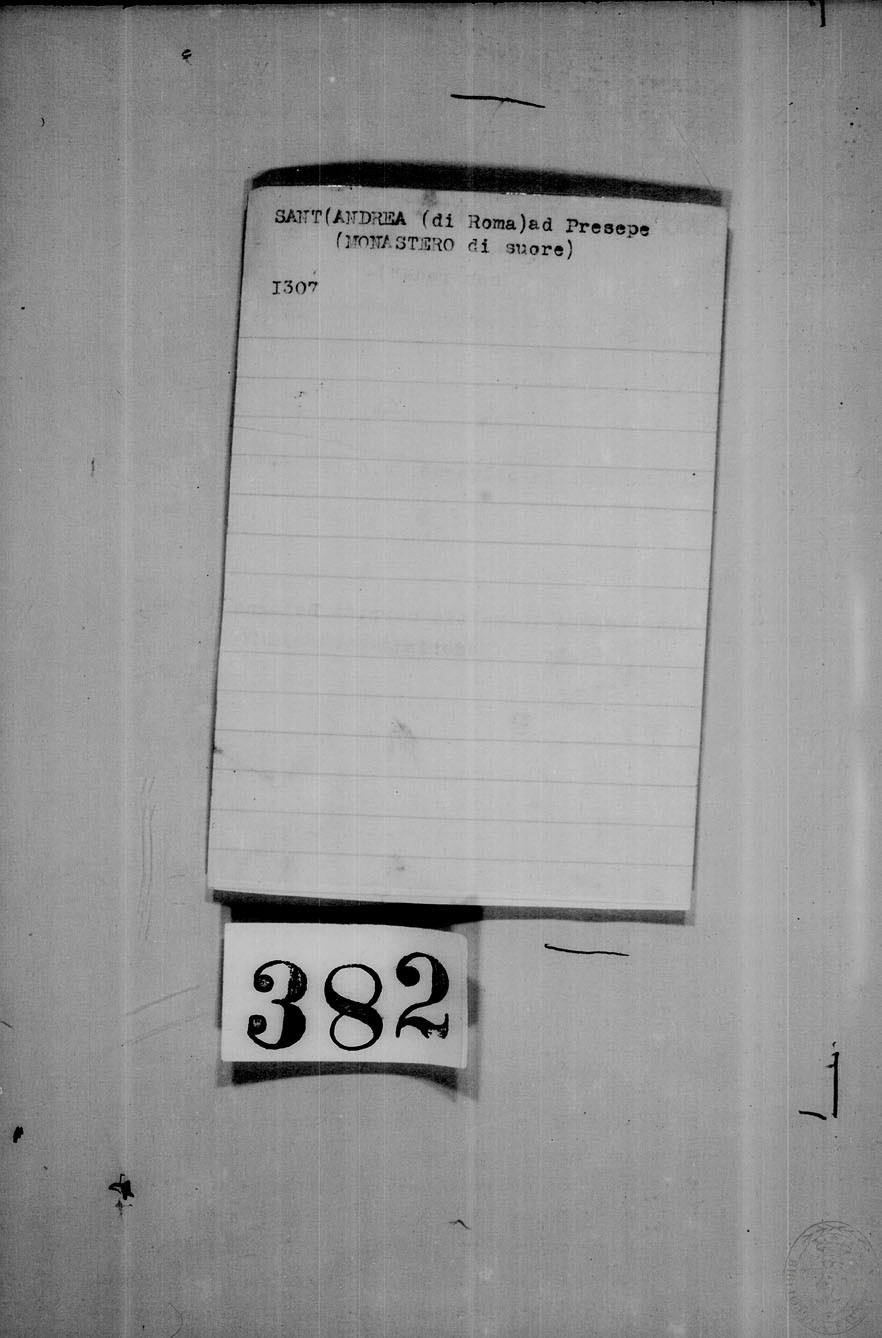 SANT(ANDREA (di Roma)ad Presepe
(MONASTERO di suore)
I307
382